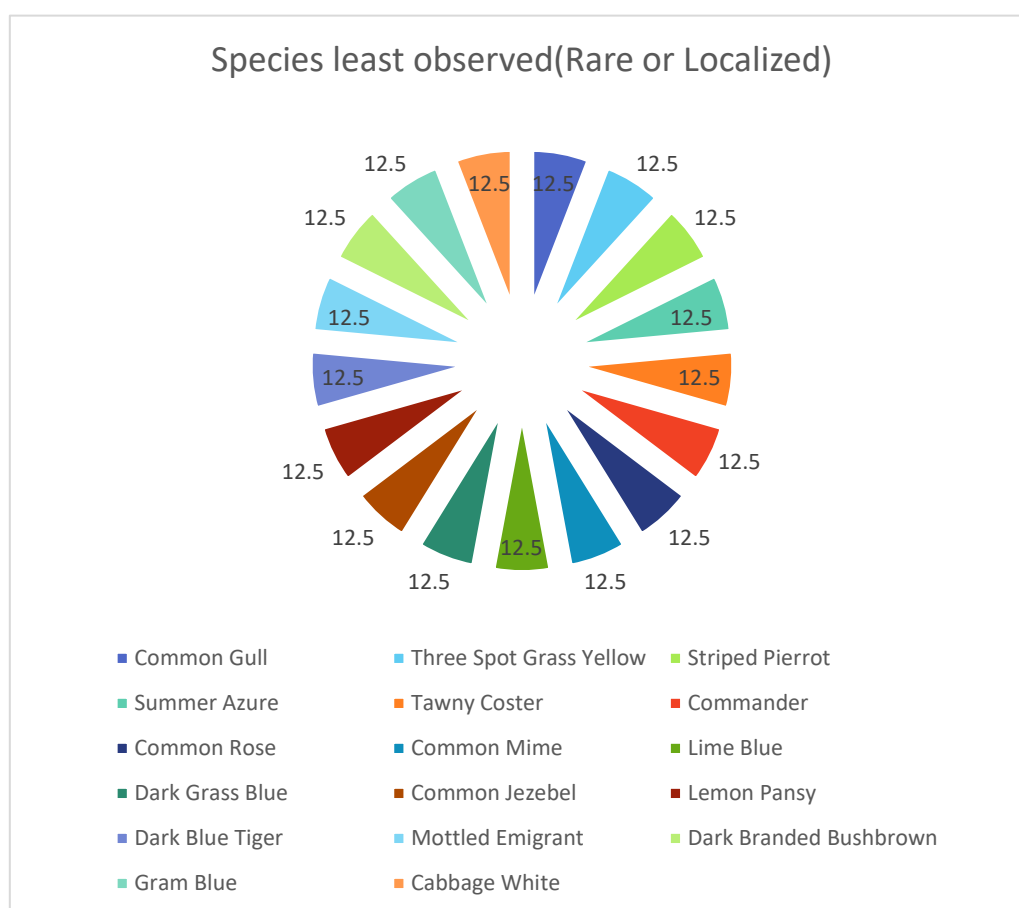 Species least observed(Rare or Localized)
12.5 12.5 12.5 12.5
12.5 12.5
12.5 12.5
12.5 12.5
12.5 12.5
12.5 12.5
12.5 12.5 12.5
Common Gull Three Spot Grass Yellow Striped Pierrot
Summer Azure Tawny Coster Commander
Common Rose Common Mime Lime Blue
Dark Grass Blue Common Jezebel Lemon Pansy
Dark Blue Tiger Mottled Emigrant Dark Branded Bushbrown
Gram Blue Cabbage White